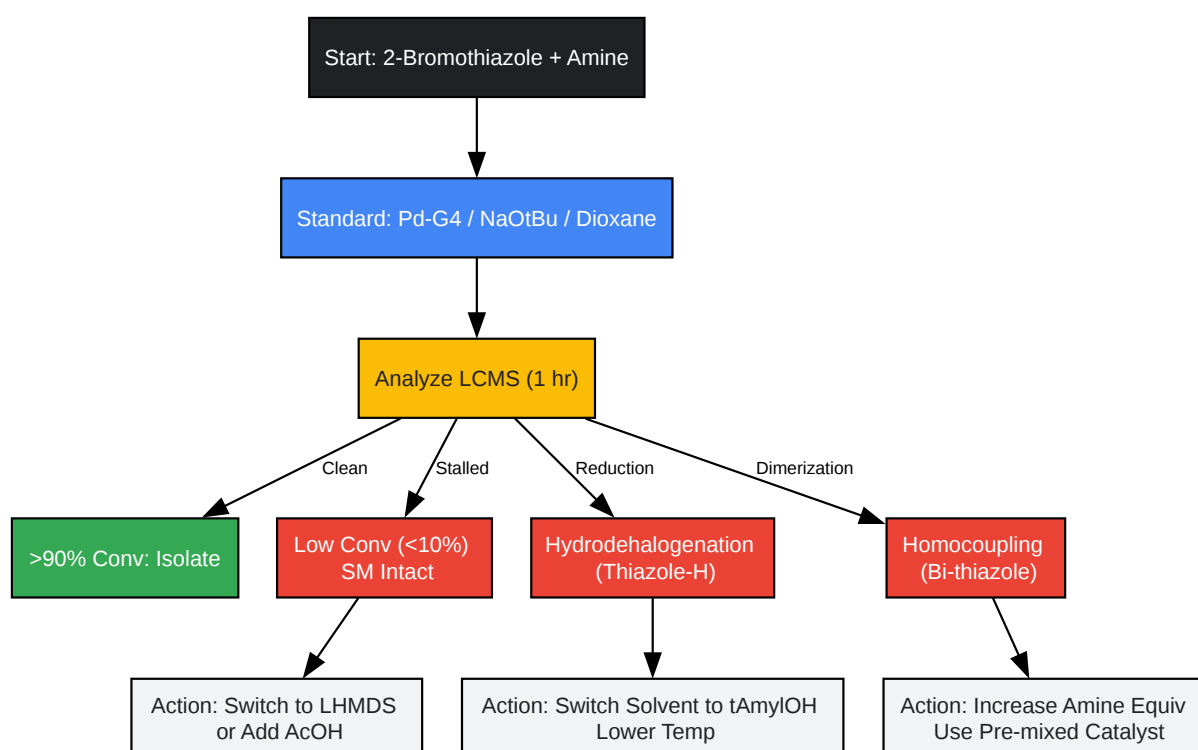 Start: 2-Bromothiazole + Amine
Standard: Pd-G4 / NaOtBu / Dioxane
Analyze LCMS (1 hr)
Clean
Stalled
Reduction
Dimerization
>90% Conv: Isolate
Low Conv (<10%)
SM Intact
Hydrodehalogenation
(Thiazole-H)
Homocoupling
(Bi-thiazole)
Action: Switch to LHMDS
or Add AcOH
Action: Switch Solvent to tAmylOH
Lower Temp
Action: Increase Amine Equiv
Use Pre-mixed Catalyst